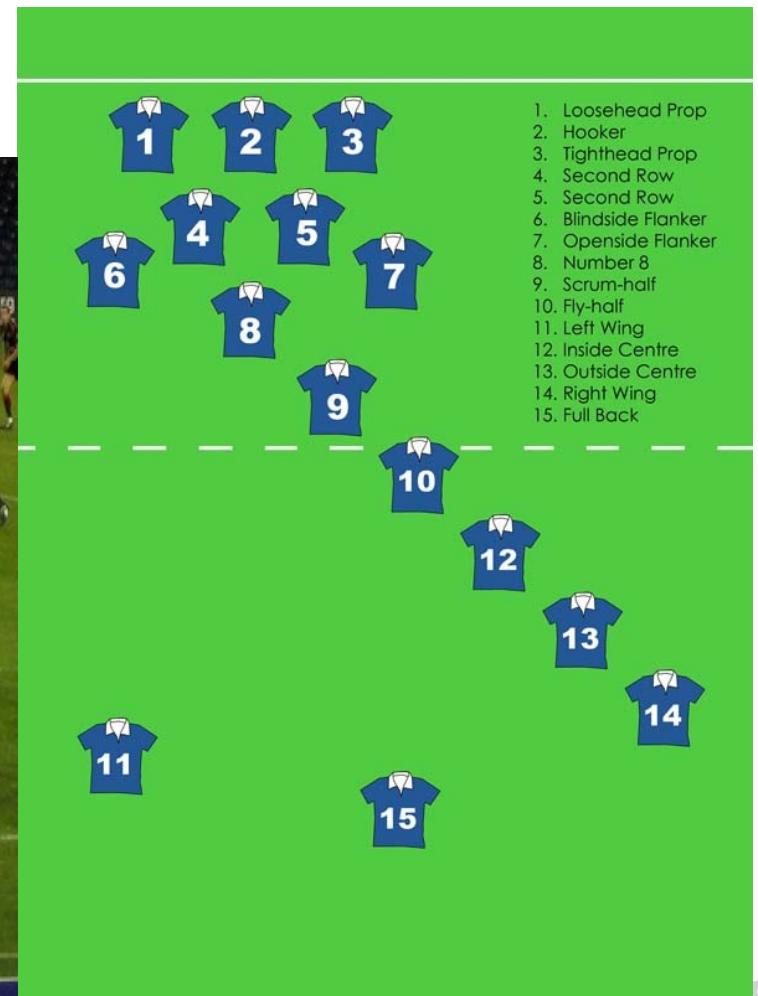 1
2
3
4
5
6
7
8
9
10
12
13
14
11
15
1. Loosehead Prop
2. Hooker
3. Tighthead Prop
4. Second Row
5. Second Row
6. Blindside Flanker
7. Openside Flanker
8. Number 8
9. Scrum-half
10. Fly-half
11. Left Wing
12. Inside Centre
13. Outside Centre
14. Right Wing
15. Full Back